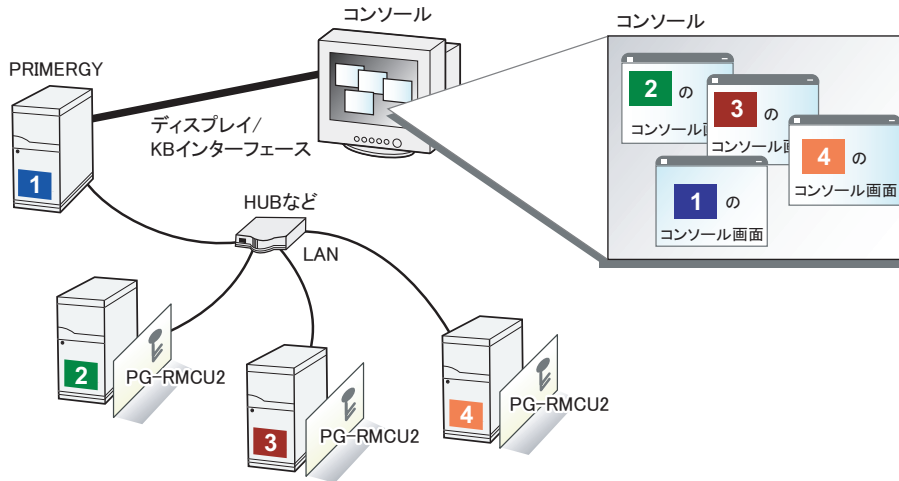 コンソール
PRIMERGY
ディスプレイ/
KBインターフェース
1
HUBなど
LAN
2
PG-RMCU2
3
PG-RMCU2
4
PG-RMCU2
コンソール
2 の
コンソール画
3 の
コンソール画
4 の
コンソール画面
1 の
コンソール画面